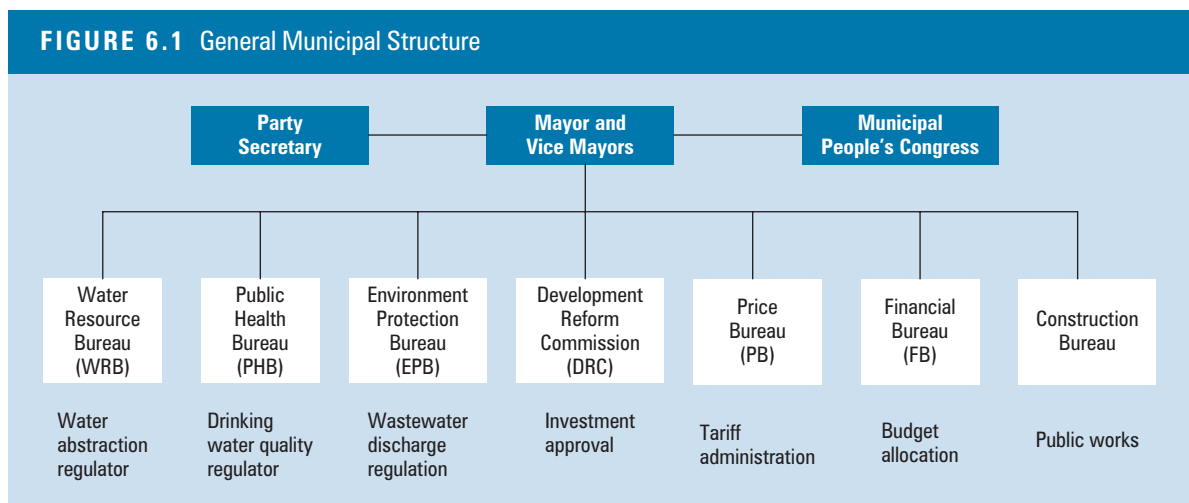 FIGURE 6.1 General Municipal Structure
Party
Secretary
Mayor and
Vice Mayors
Municipal
People's Congress
Water
Resource
Bureau
(WRB)
Public
Health
Bureau
(PHB)
Environment
Protection
Bureau
(EPB)
Development
Reform
Commission
(DRC)
Price
Bureau
(PB)
Financial
Bureau
(FB)
Construction
Bureau
Water
abstraction
regulator
Drinking
water quality
regulator
Wastewater
discharge
regulation
Investment
approval
Tariff
administration
Budget
allocation
Public works